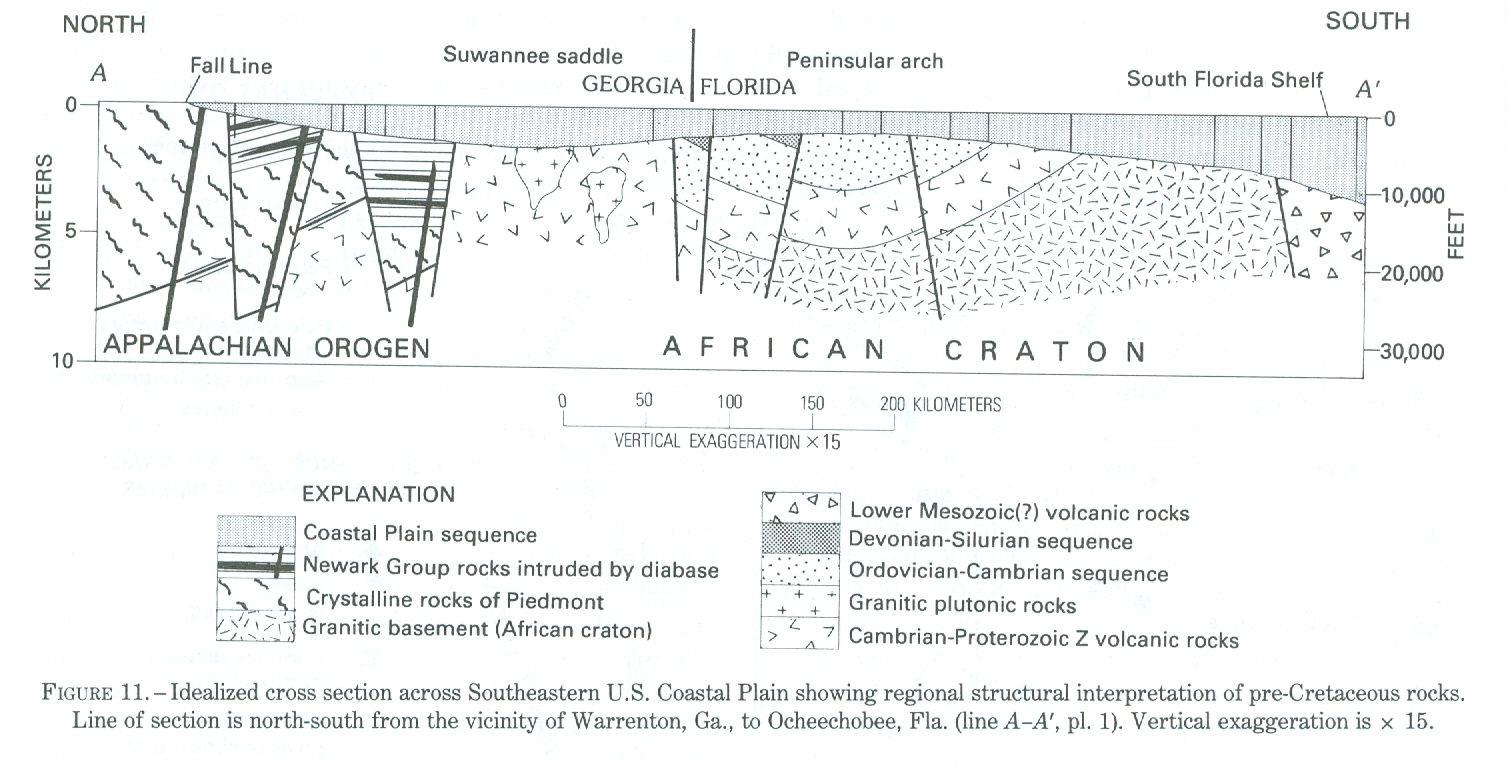 NORTH
SOUTH
A
Fall Line
Suwannee saddle
GEORGIA
FLORIDA
Peninsular arch
South Florida Shelf
A'
0
5
10
KILOMETERS
0
10,000
20,000
30,000
FEET
APPALACHIAN OROGEN
AFRICAN CRATON
0 50 100 150 200 KILOMETERS
VERTICAL EXAGGERATION × 15
EXPLANATION
Coastal Plain sequence
Newark Group rocks intruded by diabase
Crystalline rocks of Piedmont
Granitic basement (African craton)
Lower Mesozoic(?) volcanic rocks
Devonian-Silurian sequence
Ordovician-Cambrian sequence
Granitic plutonic rocks
Cambrian-Proterozoic Z volcanic rocks
FIGURE 11.–Idealized cross section across Southeastern U.S. Coastal Plain showing regional structural interpretation of pre-Cretaceous rocks.
Line of section is north-south from the vicinity of Warrenton, Ga., to Ocheechobee, Fla. (line A–A', pl. 1). Vertical exaggeration is × 15.